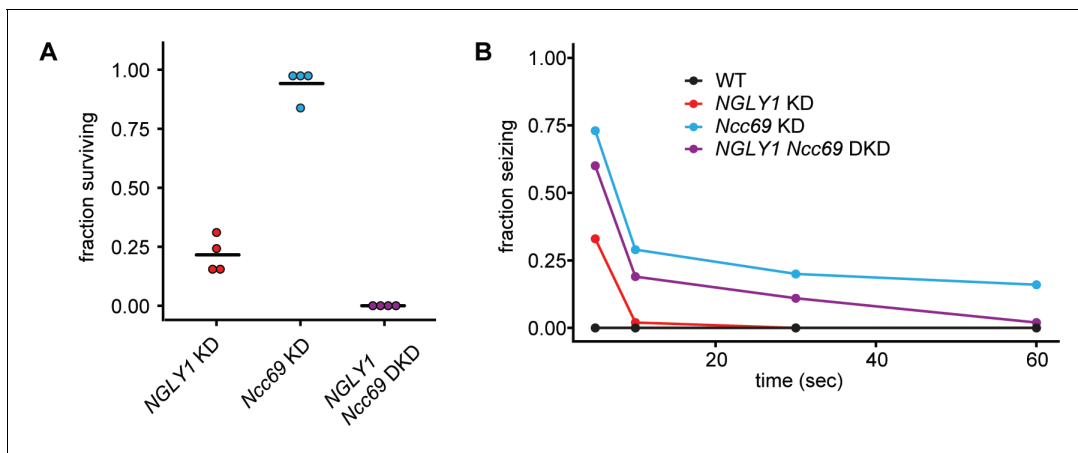 A
fraction surviving
1.00
0.75
0.50
0.25
0.00
NGLY1 KD
Ncc69 KD
NGLY1
Ncc69 DKD
B
fraction seizing
1.00
0.75
0.50
0.25
0.00
WT
NGLY1 KD
Ncc69 KD
NGLY1 Ncc69 DKD
20
40
60
time (sec)